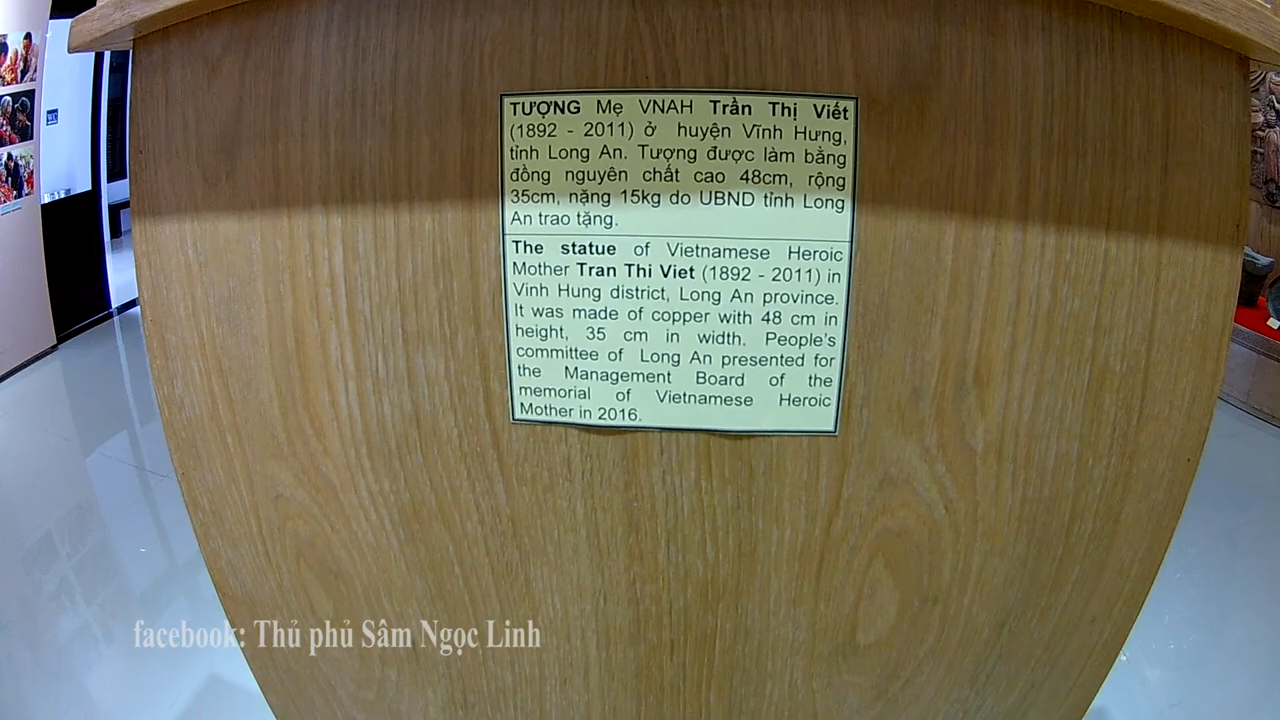 TƯỢNG Mẹ VNAH Trần Thị Viết
(1892 - 2011) ở huyện Vĩnh Hưng,
tỉnh Long An. Tượng được làm bằng
đồng nguyên chất cao 48cm, rộng
35cm, nặng 15kg do UBND tỉnh Long
An trao tặng.
The statue of Vietnamese Heroic
Mother Tran Thi Viet (1892 - 2011) in
Vinh Hung district, Long An province.
It was made of copper with 48 cm in
height, 35 cm in width. People's
committee of Long An presented for
the Management Board of the
memorial of Vietnamese Heroic
Mother in 2016.
WC
facebook: Thủ phủ Sâm Ngọc Linh